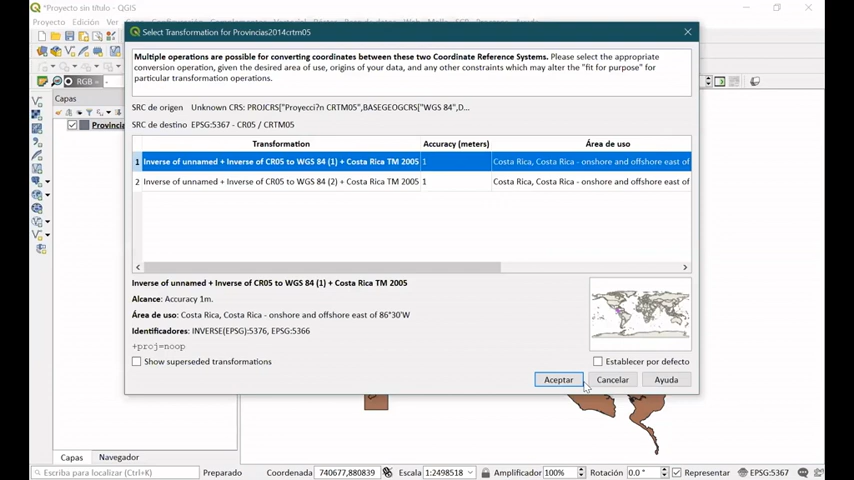 *Proyecto sin título - QGIS
Proyecto Edición Ver
Select Transformation for Provincias2014crtm05
Multiple operations are possible for converting coordinates between these two Coordinate Reference Systems. Please select the appropriate
conversion operation, given the desired area of use, origins of your data, and any other constraints which may alter the "fit for purpose" for
particular transformation operations.
RGB
SRC de origen Unknown CRS: PROJCRS["Proyecci?n CRTM05",BASEGEOGCRS["WGS 84",D...
Capas
SRC de destino EPSG:5367 - CR05 / CRTM05
Provincia
Transformation Accuracy (meters) Área de uso
1 Inverse of unnamed + Inverse of CR05 to WGS 84 (1) + Costa Rica TM 2005 1 Costa Rica, Costa Rica - onshore and offshore east of
2 Inverse of unnamed + Inverse of CR05 to WGS 84 (2) + Costa Rica TM 2005 1 Costa Rica, Costa Rica - onshore and offshore east of
Inverse of unnamed + Inverse of CR05 to WGS 84 (1) + Costa Rica TM 2005
Alcance: Accuracy 1m.
Área de uso: Costa Rica, Costa Rica - onshore and offshore east of 86°30'W
Identificadores: INVERSE(EPSG):5376, EPSG:5366
+proj=noop
Show superseded transformations Establecer por defecto
Aceptar Cancelar Ayuda
Capas Navegador
Escriba para localizar (Ctrl+K) Preparado Coordenada 740677,880839 Escala 1:2498518 Amplificador 100% Rotación 0.0 ° Representar EPSG:5367